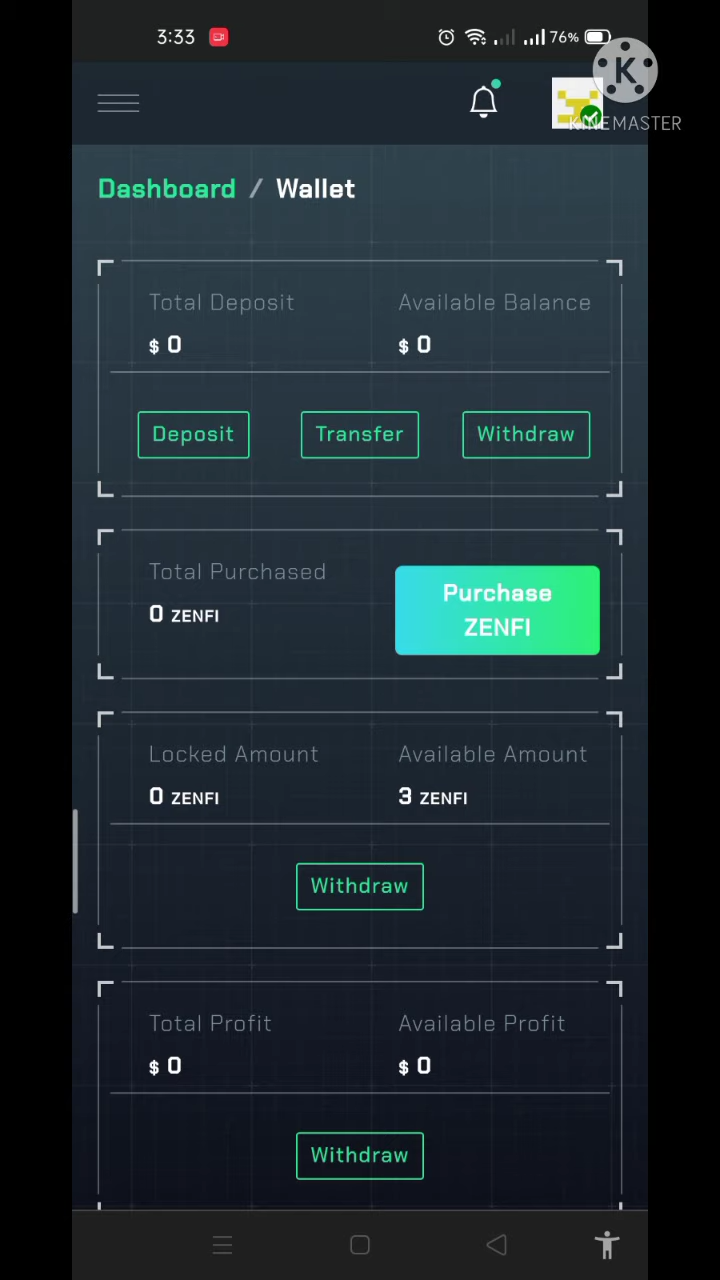 3:33 76%
K
KINEMASTER
Dashboard / Wallet
Total Deposit Available Balance
$ 0 $ 0
Deposit Transfer Withdraw
Total Purchased
0 ZENFI
Purchase
ZENFI
Locked Amount Available Amount
0 ZENFI 3 ZENFI
Withdraw
Total Profit Available Profit
$ 0 $ 0
Withdraw